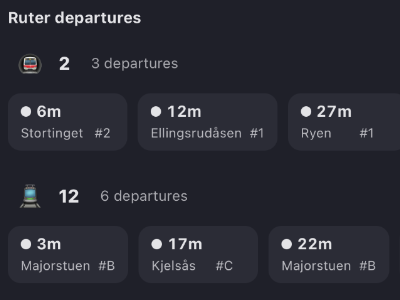 Ruter departures
2 3 departures
6m 12m 27m
Stortinget #2 Ellingsrudåsen #1 Ryen #1
12 6 departures
3m 17m 22m
Majorstuen #B Kjelsås #C Majorstuen #B